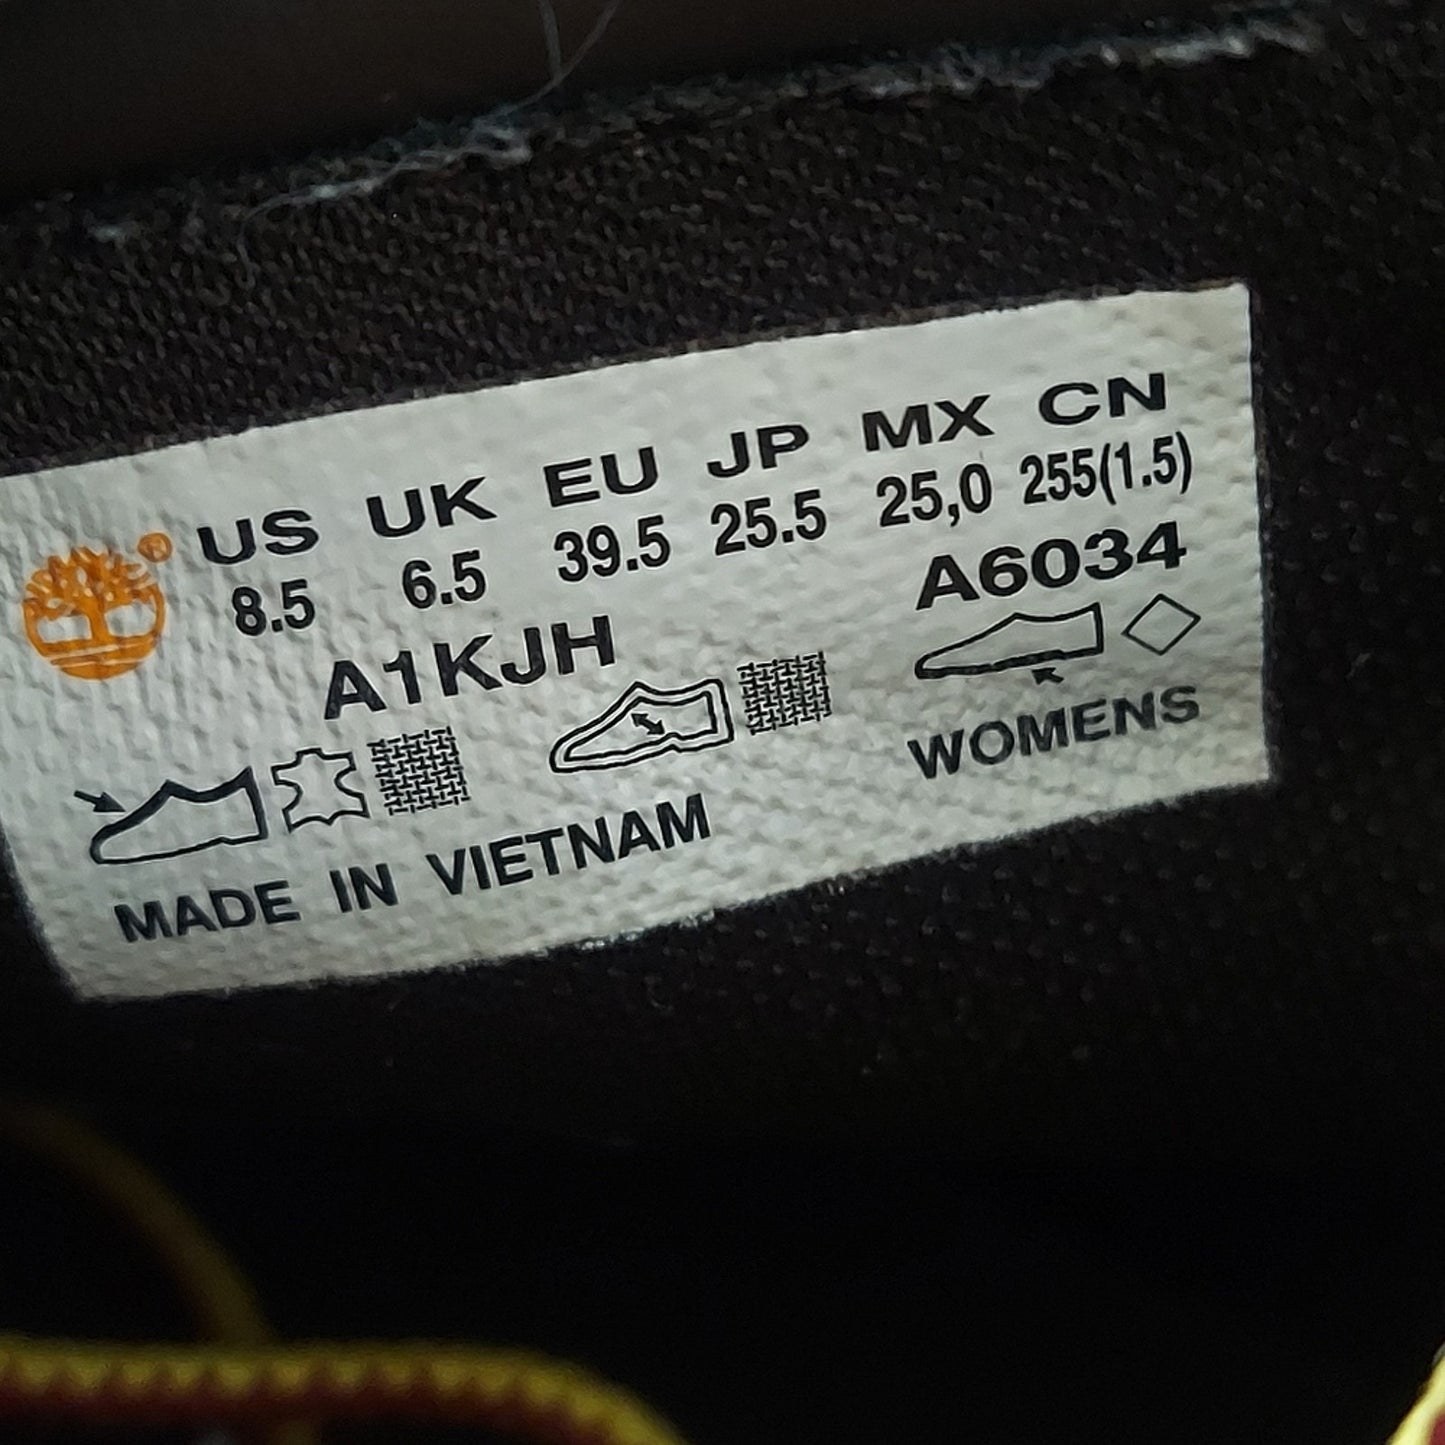 US UK EU JP MX CN
8.5 6.5 39.5 25.5 25,0 255(1.5)
A1KJH A6034
MADE IN VIETNAM WOMENS
®